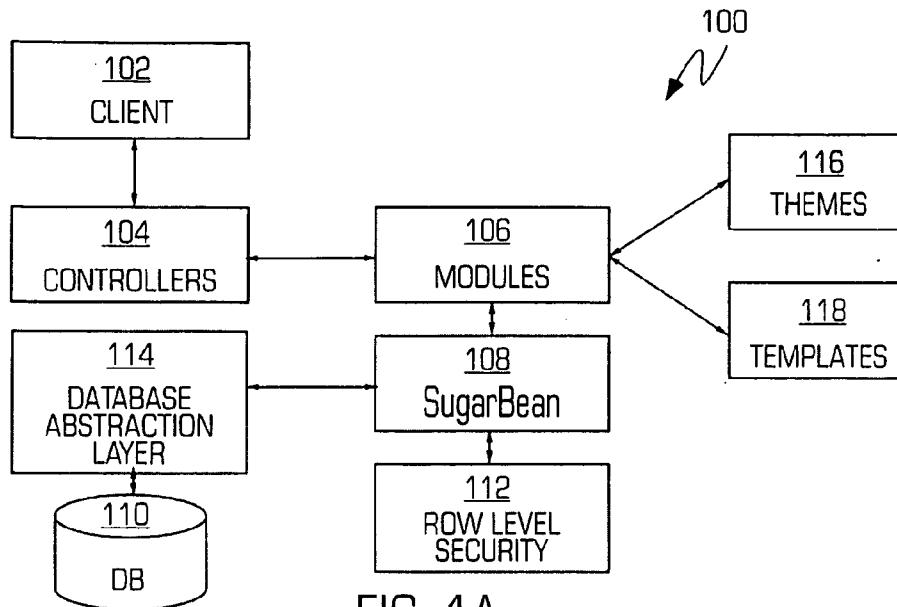 100
102
CLIENT
116
THEMES
104
CONTROLLERS
106
MODULES
118
TEMPLATES
114
DATABASE
ABSTRACTION
LAYER
108
SugarBean
110
DB
112
ROW LEVEL
SECURITY